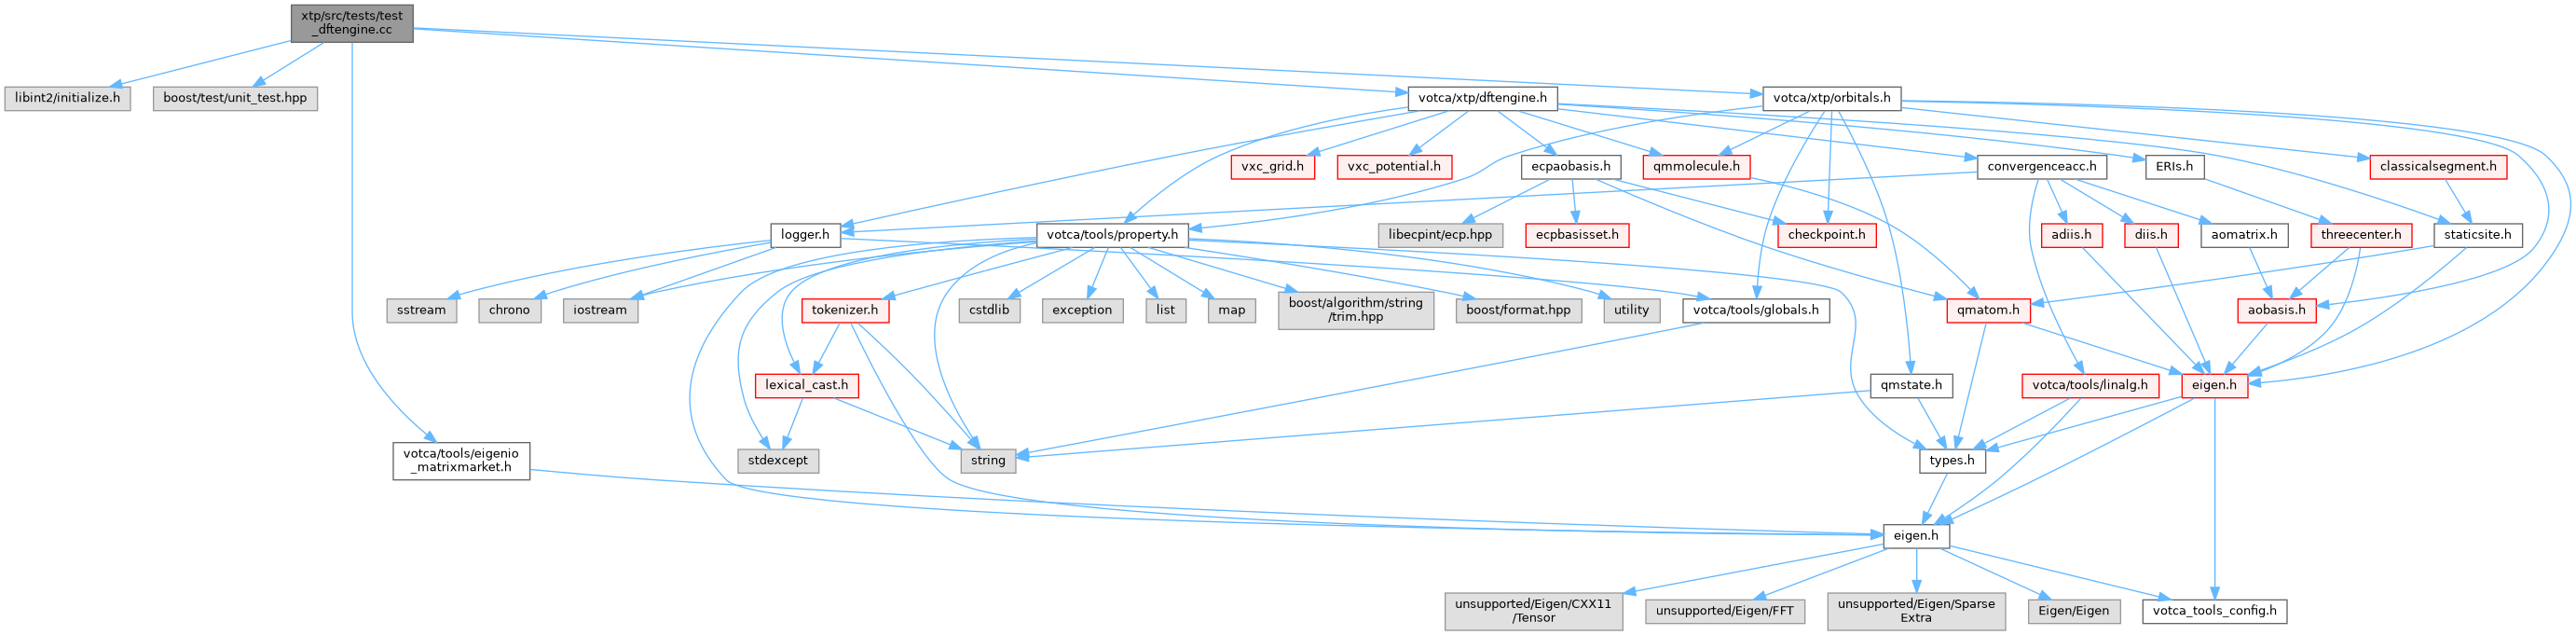 xtp/src/tests/test
_dftengine.cc
libint2/initialize.h
boost/test/unit_test.hpp
votca/xtp/dftengine.h
votca/xtp/orbitals.h
vxc_grid.h
vxc_potential.h
ecpaobasis.h
qmmolecule.h
convergenceacc.h
ERIs.h
classicalsegment.h
logger.h
votca/tools/property.h
libecpint/ecp.hpp
ecpbasisset.h
checkpoint.h
adiis.h
diis.h
aomatrix.h
threecenter.h
staticsite.h
sstream
chrono
iostream
tokenizer.h
cstdlib
exception
list
map
boost/algorithm/string
/trim.hpp
boost/format.hpp
utility
votca/tools/globals.h
qmatom.h
aobasis.h
lexical_cast.h
qmstate.h
votca/tools/linalg.h
eigen.h
votca/tools/eigenio
_matrixmarket.h
stdexcept
string
types.h
eigen.h
unsupported/Eigen/CXX11
/Tensor
unsupported/Eigen/FFT
unsupported/Eigen/Sparse
Extra
Eigen/Eigen
votca_tools_config.h